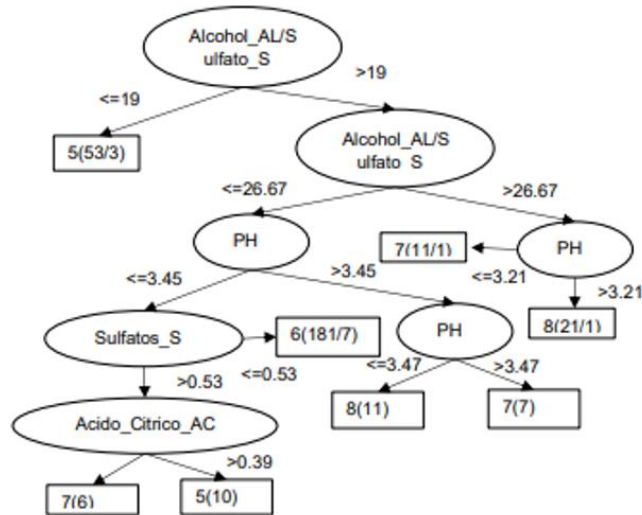 Alcohol_AL/S
ulfato_S
<=19
>19
5(53/3)
Alcohol_AL/S
ulfato_S
<=26.67
>26.67
PH
7(11/1)
PH
<=3.45
>3.45
<=3.21
>3.21
Sulfatos_S
6(181/7)
PH
8(21/1)
>0.53
<=0.53
<=3.47
>3.47
8(11)
7(7)
Acido_Citrico_AC
>0.39
7(6)
5(10)